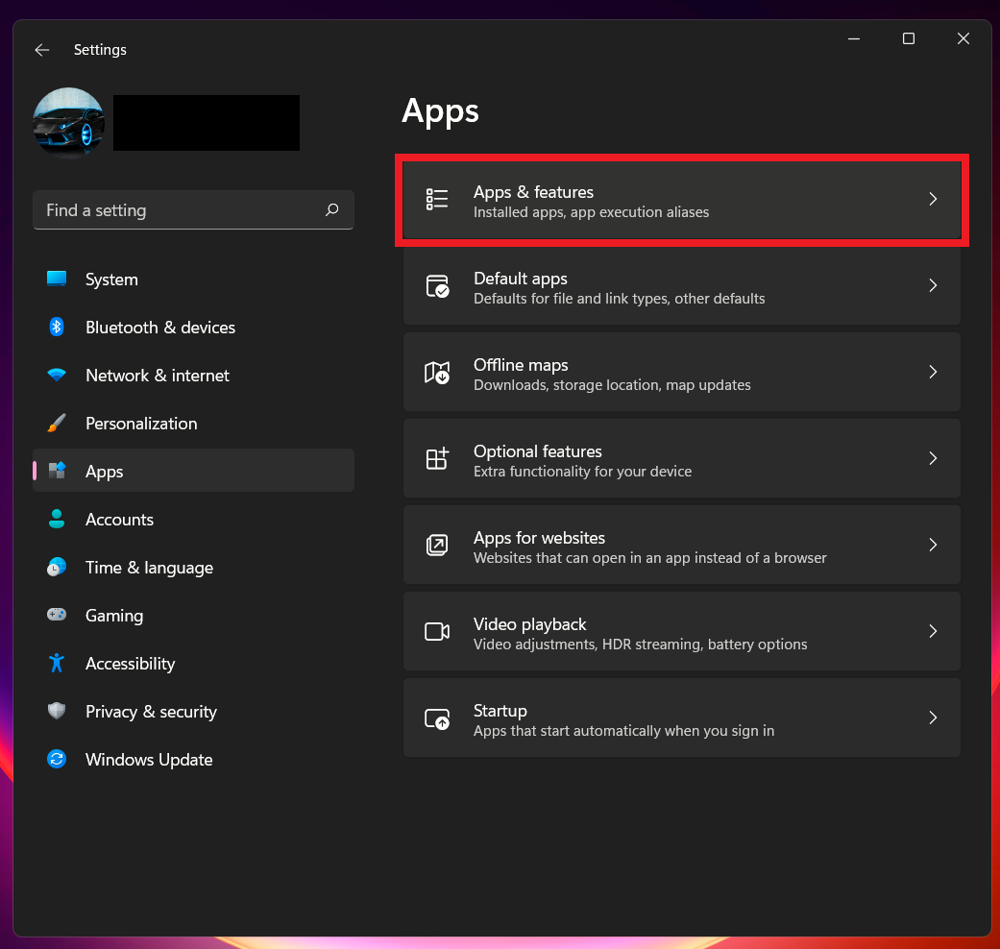 Settings
Find a setting
System
Bluetooth & devices
Network & internet
Personalization
Apps
Accounts
Time & language
Gaming
Accessibility
Privacy & security
Windows Update
Apps
Apps & features
Installed apps, app execution aliases
Default apps
Defaults for file and link types, other defaults
Offline maps
Downloads, storage location, map updates
Optional features
Extra functionality for your device
Apps for websites
Websites that can open in an app instead of a browser
Video playback
Video adjustments, HDR streaming, battery options
Startup
Apps that start automatically when you sign in